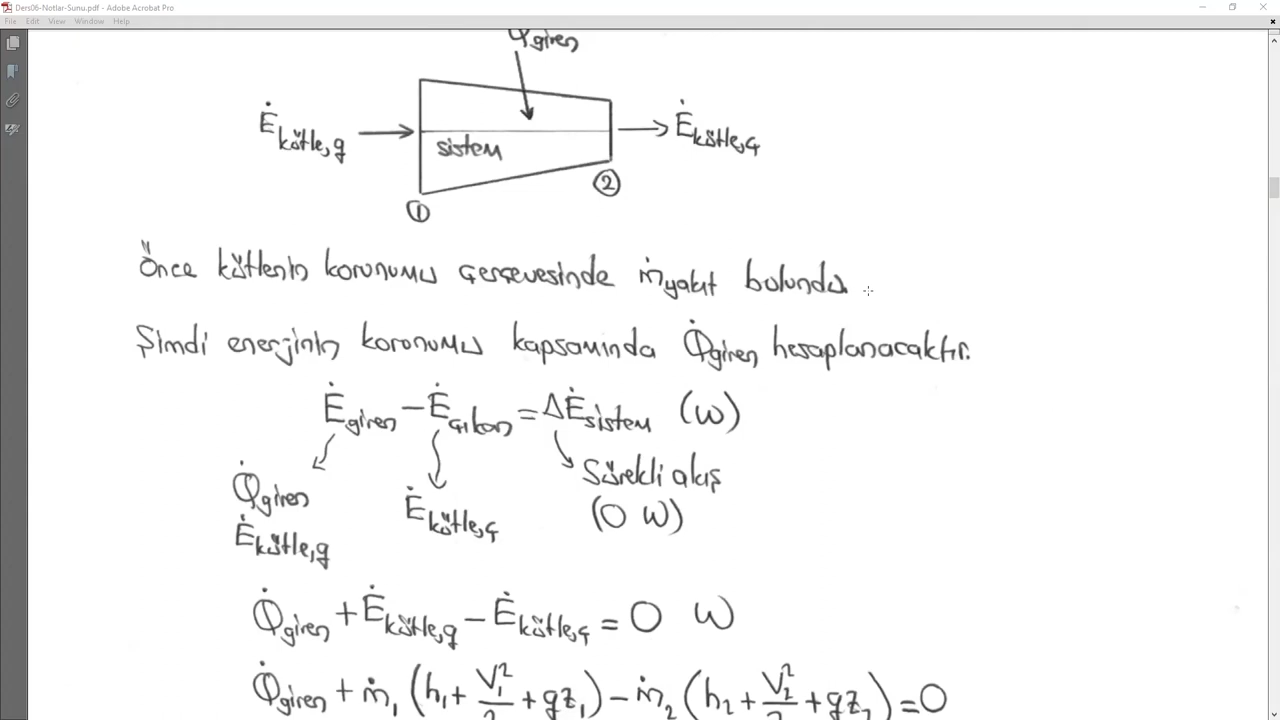 Ders06-Notlar-Sunu.pdf - Adobe Acrobat Pro
File Edit View Window Help
Q̇giren
Ėkütle,g
sistem
Ėkütle,ç
①
②
Önce kütlenin korunumu çerçevesinde ṁyakıt bulundu.
Şimdi enerjinin korunumu kapsamında Q̇giren hesaplanacaktır.
Ėgiren - Ėçıkan = ΔĖsistem (W)
Q̇giren
Ėkütle,g
Ėkütle,ç
Sürekli akış
(0 W)
Q̇giren + Ėkütle,g - Ėkütle,ç = 0 W
Q̇giren + ṁ1 (h1 + V1²/2 + gz1) - ṁ2 (h2 + V2²/2 + gz2) = 0